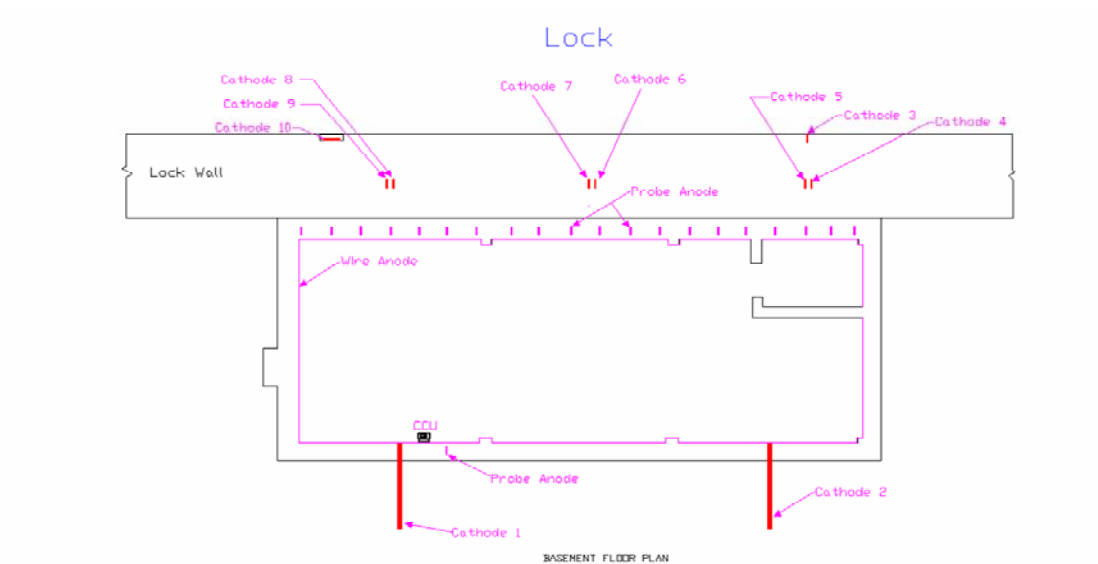 Lock
Cathode 8
Cathode 7
Cathode 6
Cathode 9
Cathode 5
Cathode 10
Cathode 3
Cathode 4
Lock Wall
Probe Anode
Wire Anode
CCU
Probe Anode
Cathode 2
Cathode 1
BASEMENT FLOOR PLAN